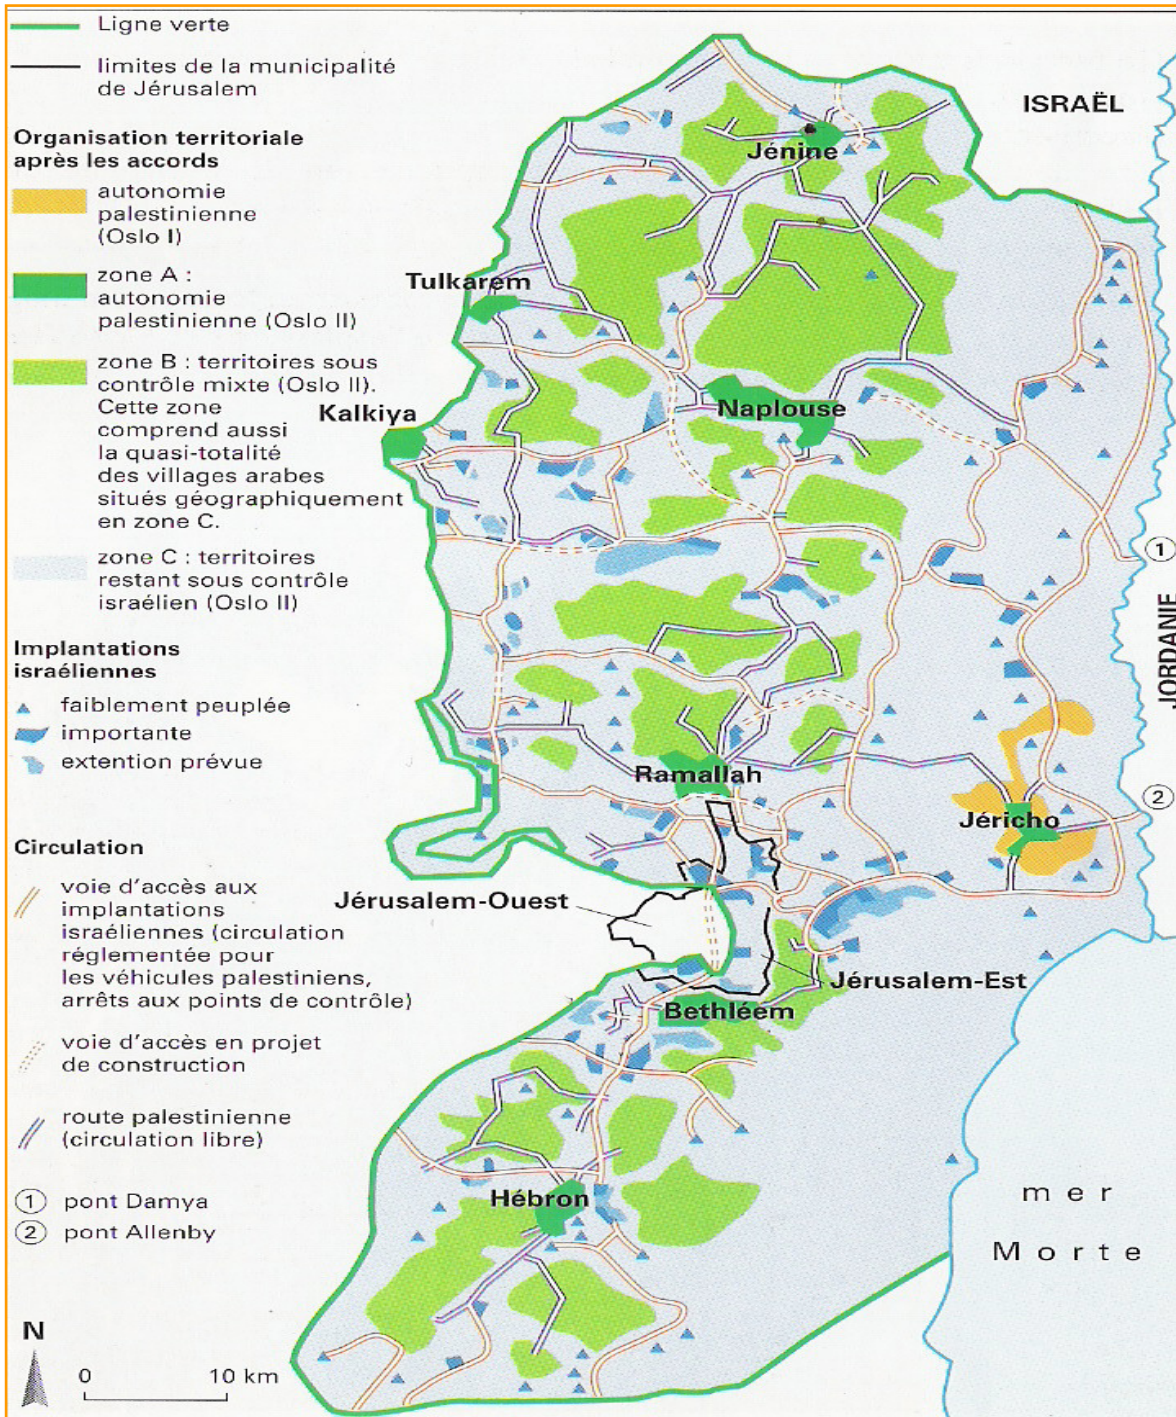 Ligne verte
limites de la municipalité
de Jérusalem
Organisation territoriale
après les accords
autonomie
palestinienne
(Oslo I)
zone A :
autonomie
palestinienne (Oslo II)
zone B : territoires sous
contrôle mixte (Oslo II).
Cette zone
comprend aussi
la quasi-totalité
des villages arabes
situés géographiquement
en zone C.
zone C : territoires
restant sous contrôle
israélien (Oslo II)
Implantations
israéliennes
faiblement peuplée
importante
extention prévue
Circulation
voie d'accès aux
implantations
israéliennes (circulation
réglementée pour
les véhicules palestiniens,
arrêts aux points de contrôle)
voie d'accès en projet
de construction
route palestinienne
(circulation libre)
1 pont Damya
2 pont Allenby
N
0 10 km
ISRAËL
Jénine
Tulkarem
Kalkiya
Naplouse
1
JORDANIE
Ramallah
2
Jéricho
Jérusalem-Ouest
Jérusalem-Est
Bethléem
Hébron
mer
Morte